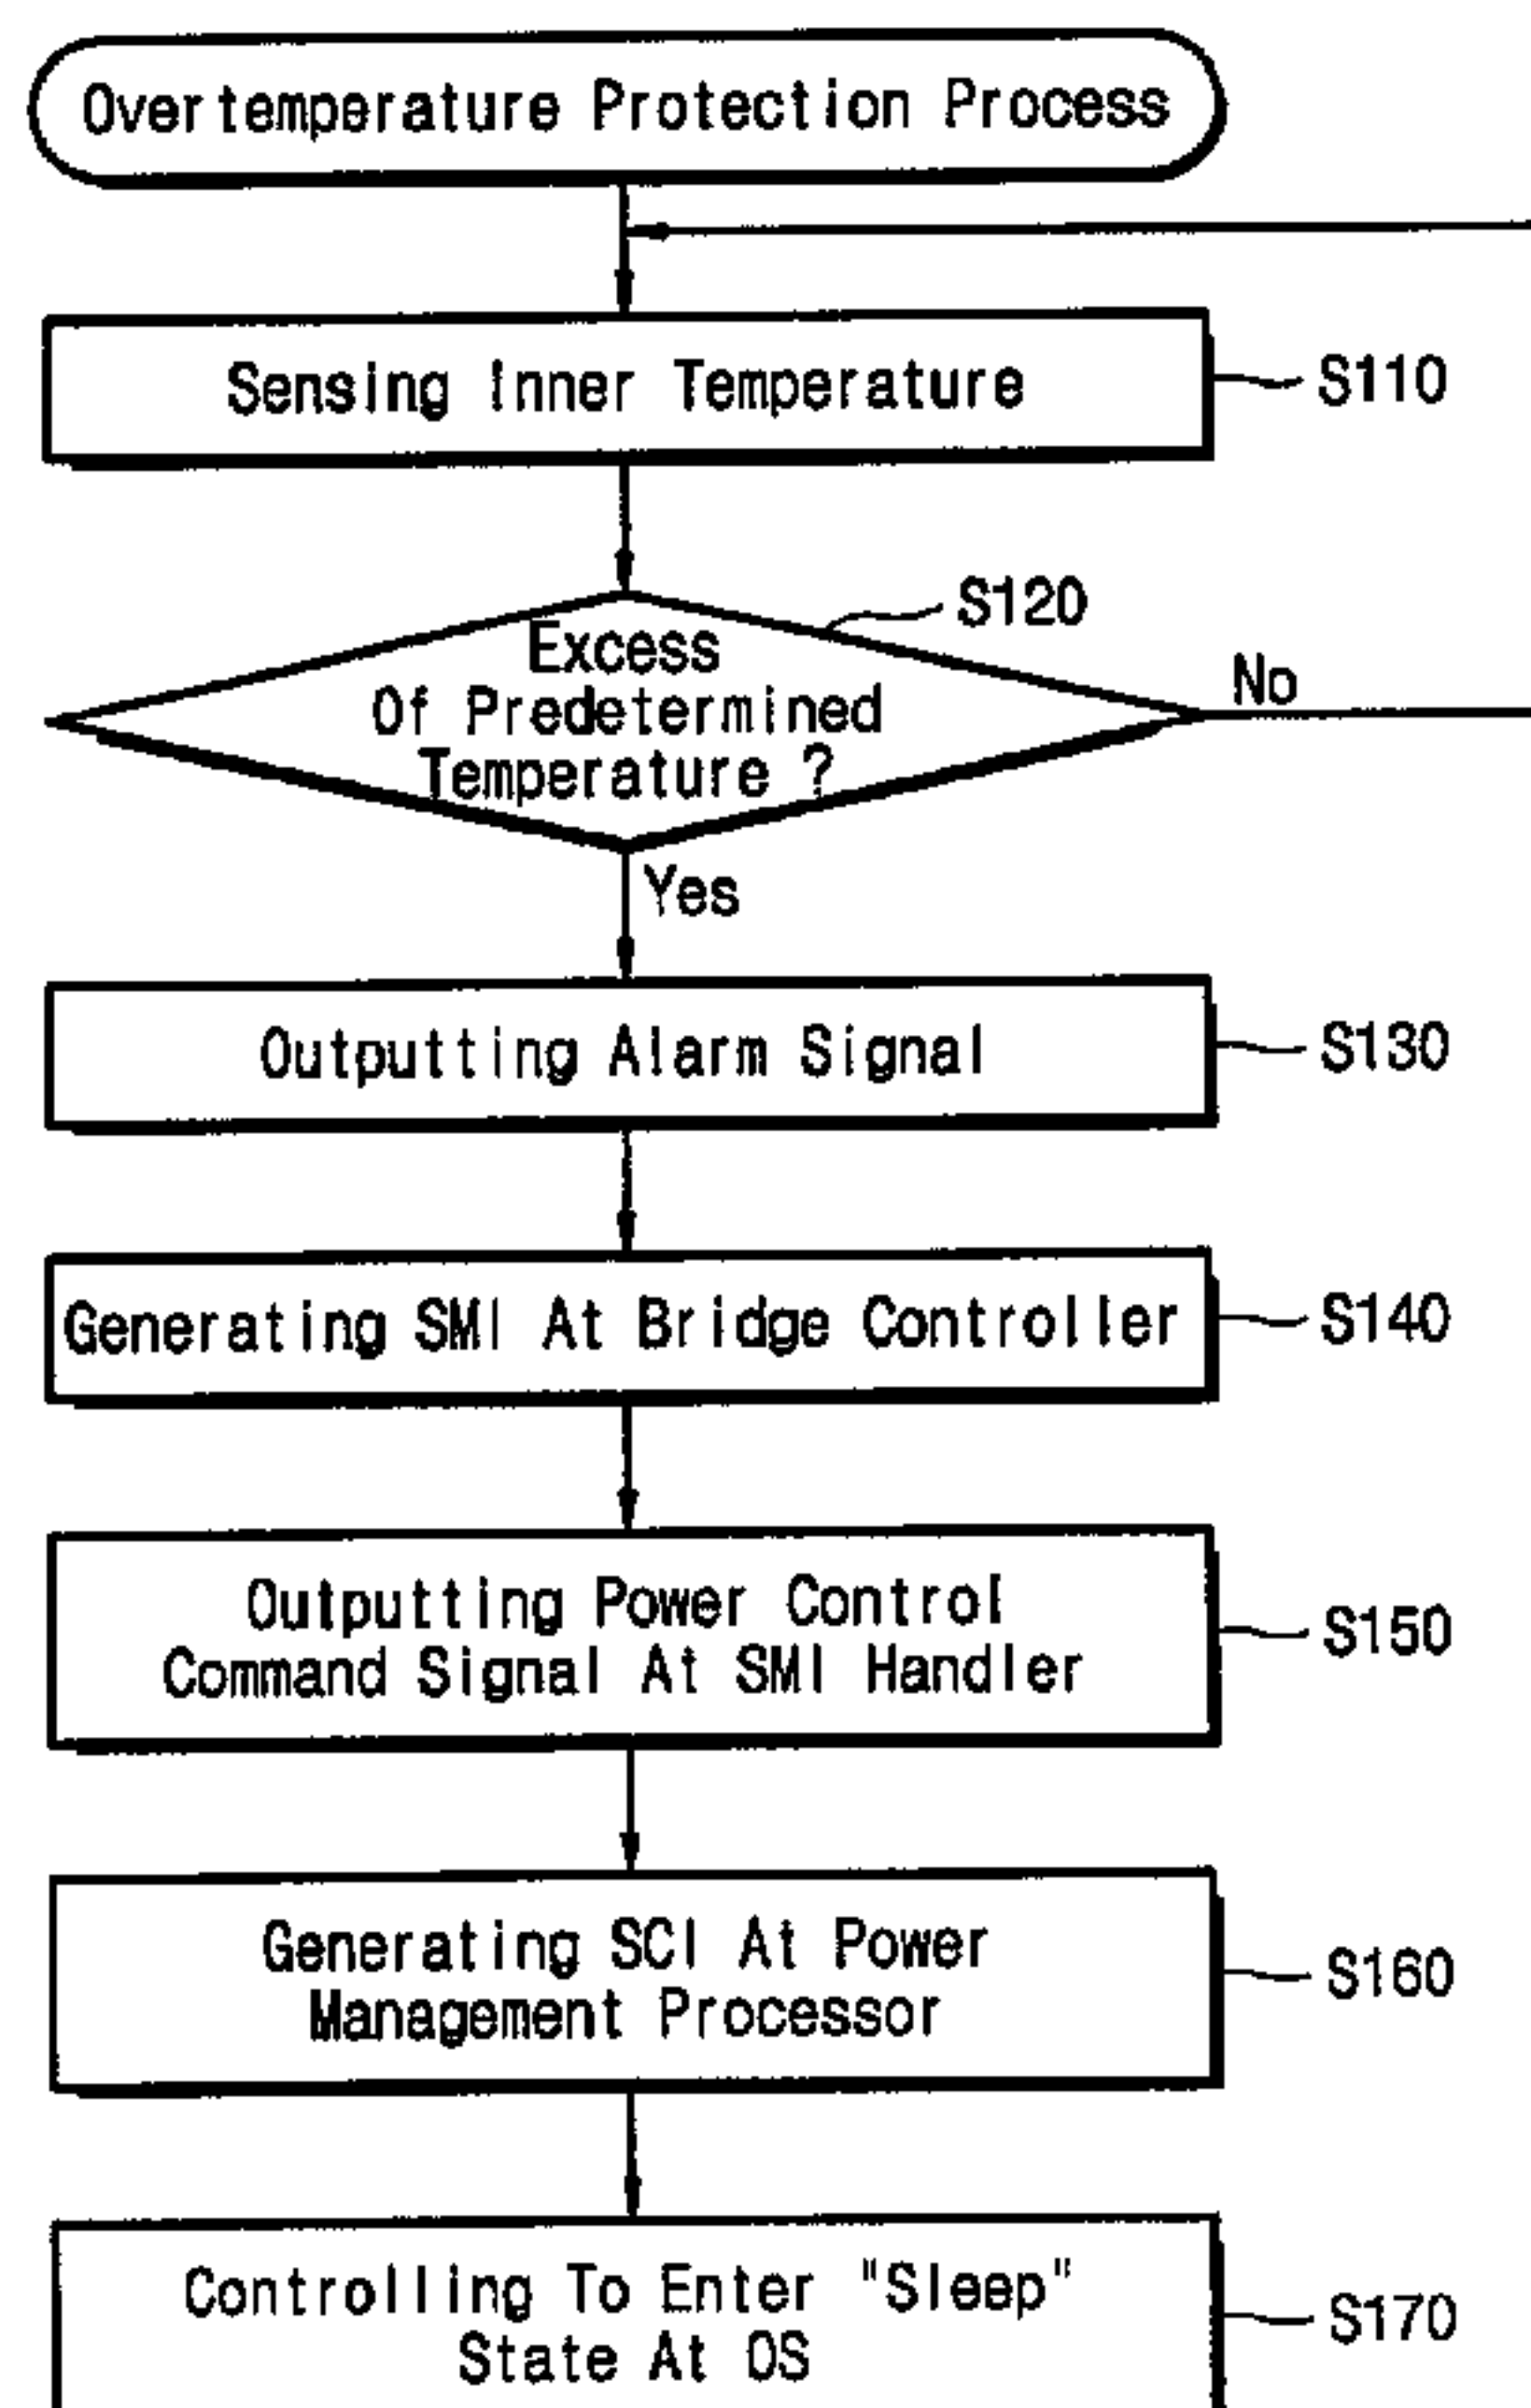 Overtemperature Protection Process
Sensing Inner Temperature
S110
S120
Excess
Of Predetermined
Temperature ?
No
Yes
Outputting Alarm Signal
S130
Generating SMI At Bridge Controller
S140
Outputting Power Control
Command Signal At SMI Handler
S150
Generating SCI At Power
Management Processor
S160
Controlling To Enter "Sleep"
State At OS
S170